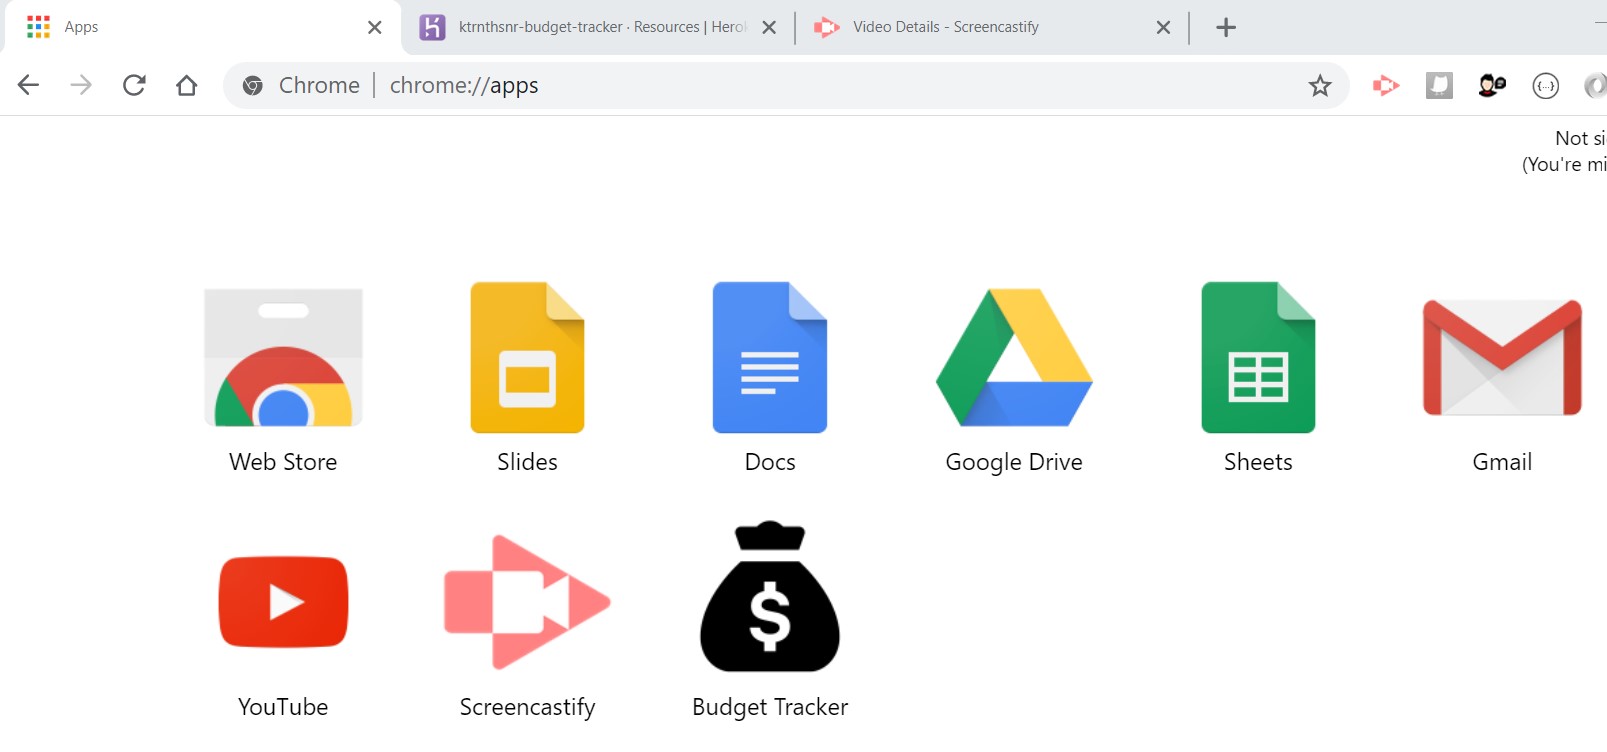 Apps
ktrnthsnr-budget-tracker · Resources | Hero
Video Details - Screencastify
Chrome | chrome://apps
Not si
(You're mi
Web Store
Slides
Docs
Google Drive
Sheets
Gmail
$
YouTube
Screencastify
Budget Tracker